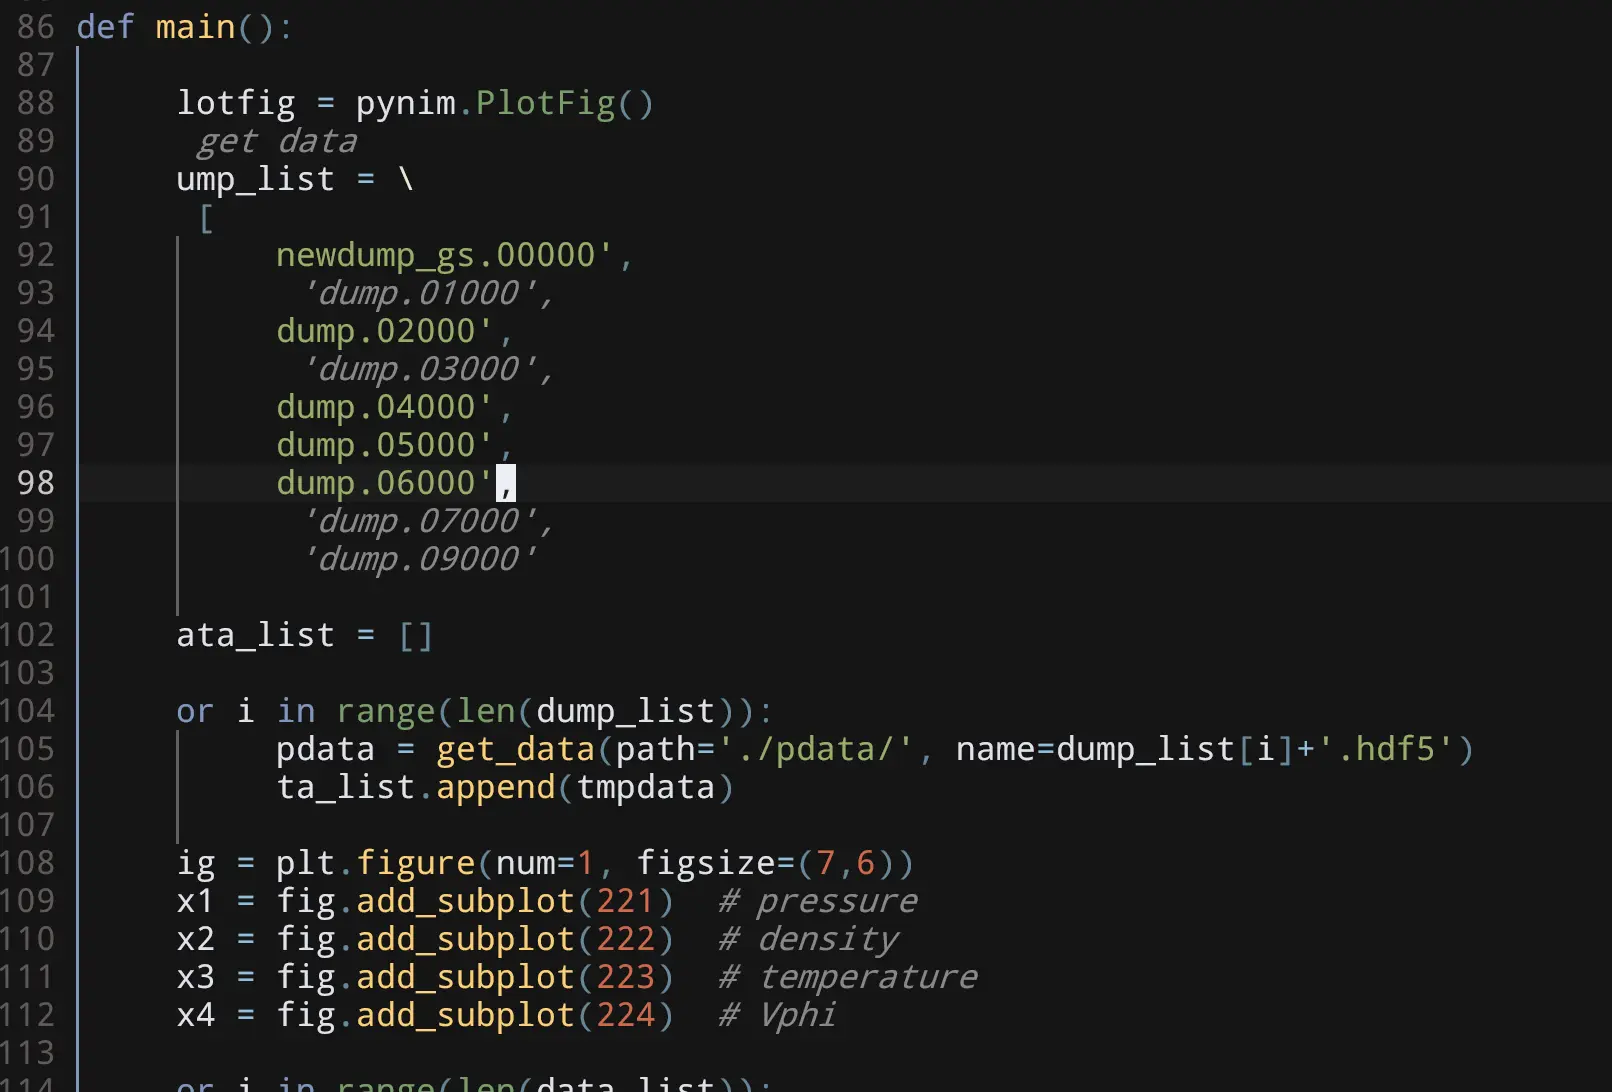 86 def main():
87
88 lotfig = pynim.PlotFig()
89 get data
90 ump_list = \
91 [
92 newdump_gs.00000',
93 'dump.01000',
94 dump.02000',
95 'dump.03000',
96 dump.04000',
97 dump.05000',
98 dump.06000',
99 'dump.07000',
100 'dump.09000'
101
102 ata_list = []
103
104 or i in range(len(dump_list)):
105 pdata = get_data(path='./pdata/', name=dump_list[i]+'.hdf5')
106 ta_list.append(tmpdata)
107
108 ig = plt.figure(num=1, figsize=(7,6))
109 x1 = fig.add_subplot(221) # pressure
110 x2 = fig.add_subplot(222) # density
111 x3 = fig.add_subplot(223) # temperature
112 x4 = fig.add_subplot(224) # Vphi
113
114 or i in range(len(data_list)):